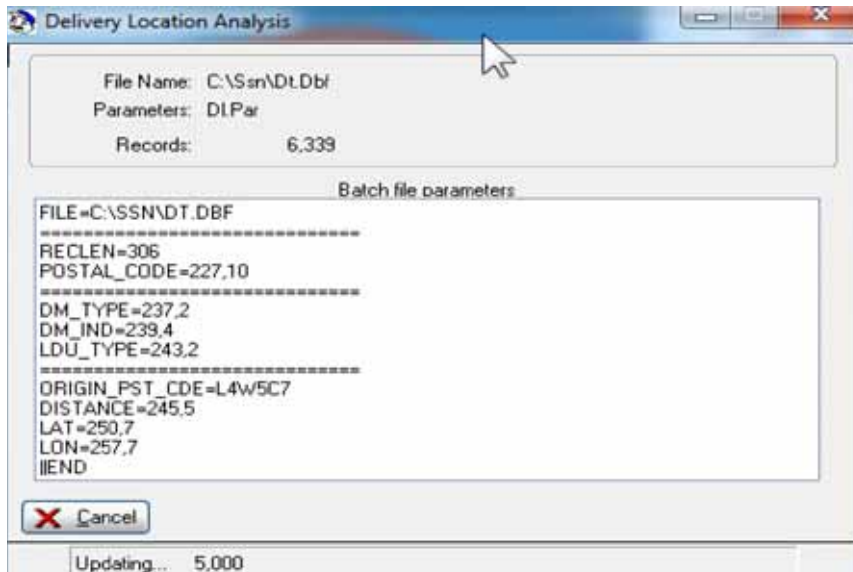 Delivery Location Analysis
File Name: C:\Ssn\Dt.Dbf
Parameters: Dl.Par
Records: 6,339
Batch file parameters
FILE=C:\SSN\DT.DBF
==============================
RECLEN=306
POSTAL_CODE=227,10
==============================
DM_TYPE=237,2
DM_IND=239,4
LDU_TYPE=243,2
==============================
ORIGIN_PST_CDE=L4W5C7
DISTANCE=245,5
LAT=250,7
LON=257,7
||END
Cancel
Updating... 5,000